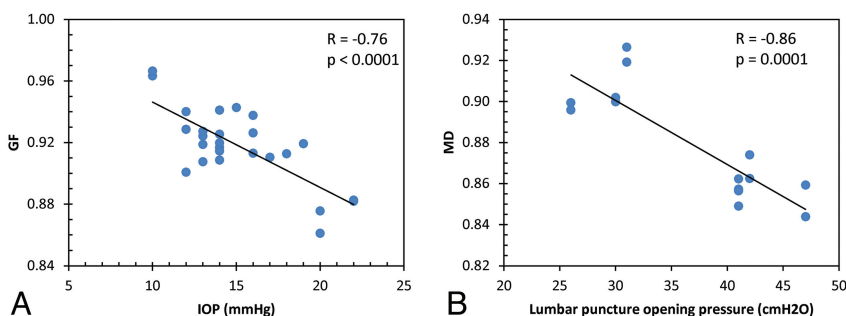 1.00
0.96
0.92
0.88
0.84
GF
5
10
15
20
25
IOP (mmHg)
R = -0.76
p < 0.0001
A
0.94
0.92
0.90
0.88
0.86
0.84
0.82
MD
20
25
30
35
40
45
50
Lumbar puncture opening pressure (cmH2O)
R = -0.86
p = 0.0001
B